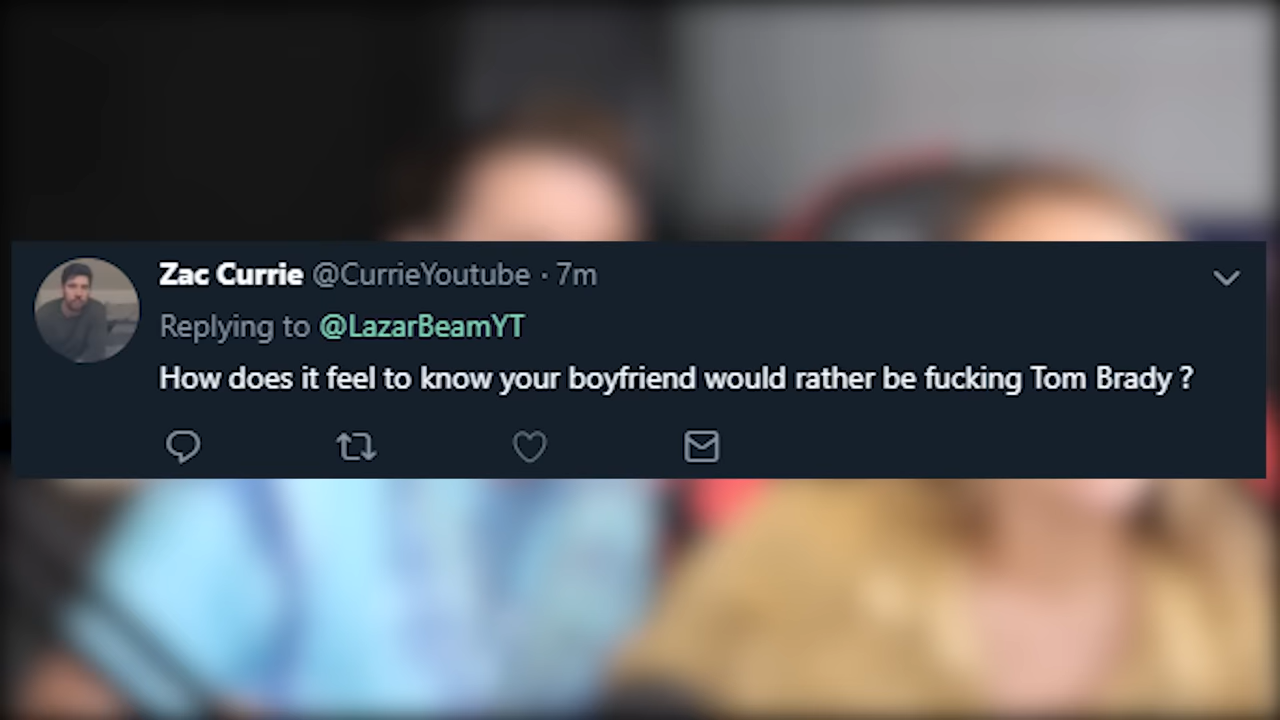 Zac Currie @CurrieYoutube · 7m
Replying to @LazarBeamYT
How does it feel to know your boyfriend would rather be fucking Tom Brady ?